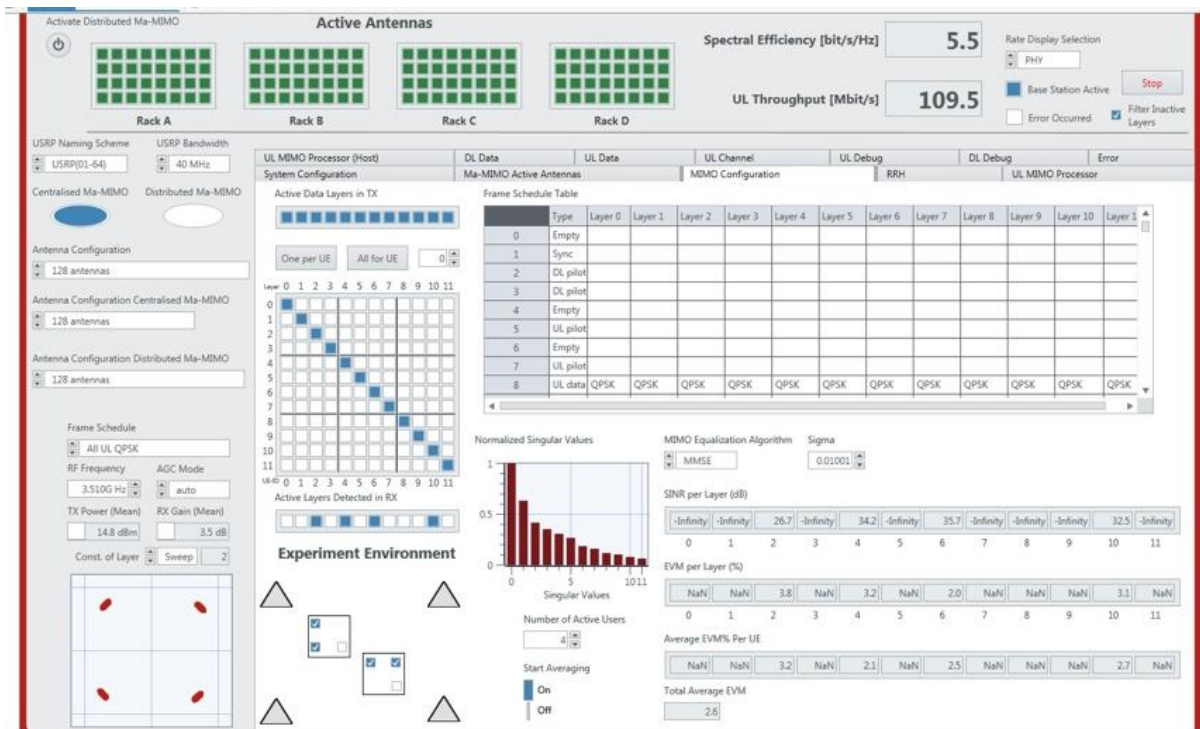 Activate Distributed Ma-MIMO
Active Antennas
Rack A Rack B Rack C Rack D
Spectral Efficiency [bit/s/Hz] 5.5
UL Throughput [Mbit/s] 109.5
Rate Display Selection
PHY
Base Station Active
Stop
Error Occurred
Filter Inactive
Layers
USRP Naming Scheme USRP Bandwidth
USRP(01-64) 40 MHz
Centralised Ma-MIMO Distributed Ma-MIMO
Antenna Configuration
128 antennas
Antenna Configuration Centralised Ma-MIMO
128 antennas
Antenna Configuration Distributed Ma-MIMO
128 antennas
Frame Schedule
All UL QPSK
RF Frequency AGC Mode
3.510G Hz auto
TX Power (Mean) RX Gain (Mean)
14.8 dBm 3.5 dB
Const. of Layer Sweep 2
UL MIMO Processor (Host) DL Data UL Data UL Channel UL Debug DL Debug Error
System Configuration Ma-MIMO Active Antennas MIMO Configuration RRH UL MIMO Processor
Active Data Layers in TX
One per UE All for UE 0
Layer 0 1 2 3 4 5 6 7 8 9 10 11
0
1
2
3
4
5
6
7
8
9
10
11
UE-ID 0 1 2 3 4 5 6 7 8 9 10 11
Active Layers Detected in RX
Experiment Environment
Frame Schedule Table
Type Layer 0 Layer 1 Layer 2 Layer 3 Layer 4 Layer 5 Layer 6 Layer 7 Layer 8 Layer 9 Layer 10 Layer 1
0 Empty
1 Sync
2 DL pilot
3 DL pilot
4 Empty
5 UL pilot
6 Empty
7 UL pilot
8 UL data QPSK QPSK QPSK QPSK QPSK QPSK QPSK QPSK QPSK QPSK QPSK QPSK
Normalized Singular Values
1
0.5
0
0 5 10 11
Singular Values
Number of Active Users
4
Start Averaging
On
Off
MIMO Equalization Algorithm Sigma
MMSE 0.01001
SINR per Layer (dB)
-Infinity -Infinity 26.7 -Infinity 34.2 -Infinity 35.7 -Infinity -Infinity -Infinity 32.5 -Infinity
0 1 2 3 4 5 6 7 8 9 10 11
EVM per Layer (%)
NaN NaN 3.8 NaN 3.2 NaN 2.0 NaN NaN NaN 3.1 NaN
0 1 2 3 4 5 6 7 8 9 10 11
Average EVM% Per UE
NaN NaN 3.2 NaN 2.1 NaN 2.5 NaN NaN NaN 2.7 NaN
Total Average EVM
2.6